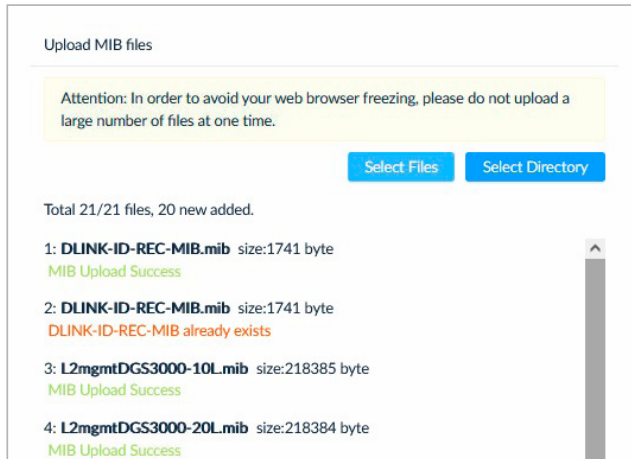 Upload MIB files
Attention: In order to avoid your web browser freezing, please do not upload a
large number of files at one time.
Select Files
Select Directory
Total 21/21 files, 20 new added.
1: DLINK-ID-REC-MIB.mib size:1741 byte
MIB Upload Success
2: DLINK-ID-REC-MIB.mib size:1741 byte
DLINK-ID-REC-MIB already exists
3: L2mgmtDGS3000-10L.mib size:218385 byte
MIB Upload Success
4: L2mgmtDGS3000-20L.mib size:218384 byte
MIB Upload Success